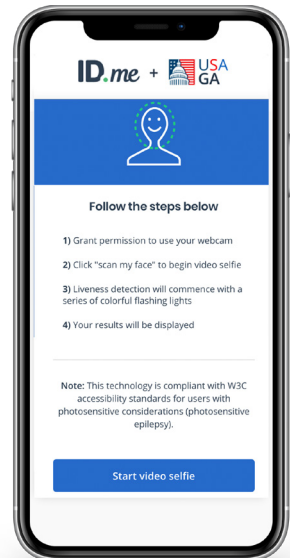 ID.me + USA
GA
Follow the steps below
1) Grant permission to use your webcam
2) Click "scan my face" to begin video selfie
3) Liveness detection will commence with a
series of colorful flashing lights
4) Your results will be displayed
Note: This technology is compliant with W3C
accessibility standards for users with
photosensitive considerations (photosensitive
epilepsy).
Start video selfie